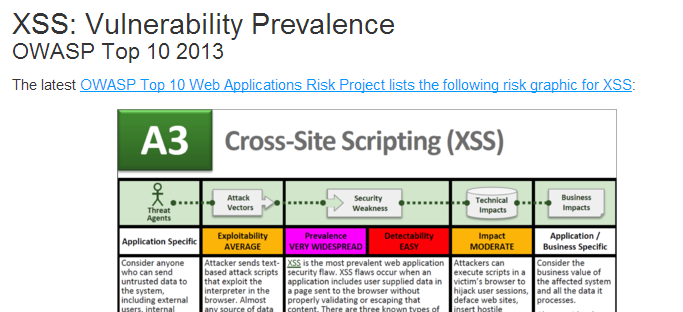 XSS: Vulnerability Prevalence
OWASP Top 10 2013
The latest OWASP Top 10 Web Applications Risk Project lists the following risk graphic for XSS:
A3 Cross-Site Scripting (XSS)
Threat
Agents
Attack
Vectors
Security
Weakness
Technical
Impacts
Business
Impacts
Application Specific
Exploitability
AVERAGE
Prevalence
VERY WIDESPREAD
Detectability
EASY
Impact
MODERATE
Application /
Business Specific
Consider anyone
who can send
untrusted data to
the system,
including external
users, internal
Attacker sends text-
based attack scripts
that exploit the
interpreter in the
browser. Almost
any source of data
XSS is the most prevalent web application
security flaw. XSS flaws occur when an
application includes user supplied data in
a page sent to the browser without
properly validating or escaping that
content. There are three known types of
Attackers can
execute scripts in a
victim's browser to
hijack user sessions,
deface web sites,
insert hostile
Consider the
business value of
the affected system
and all the data it
processes.